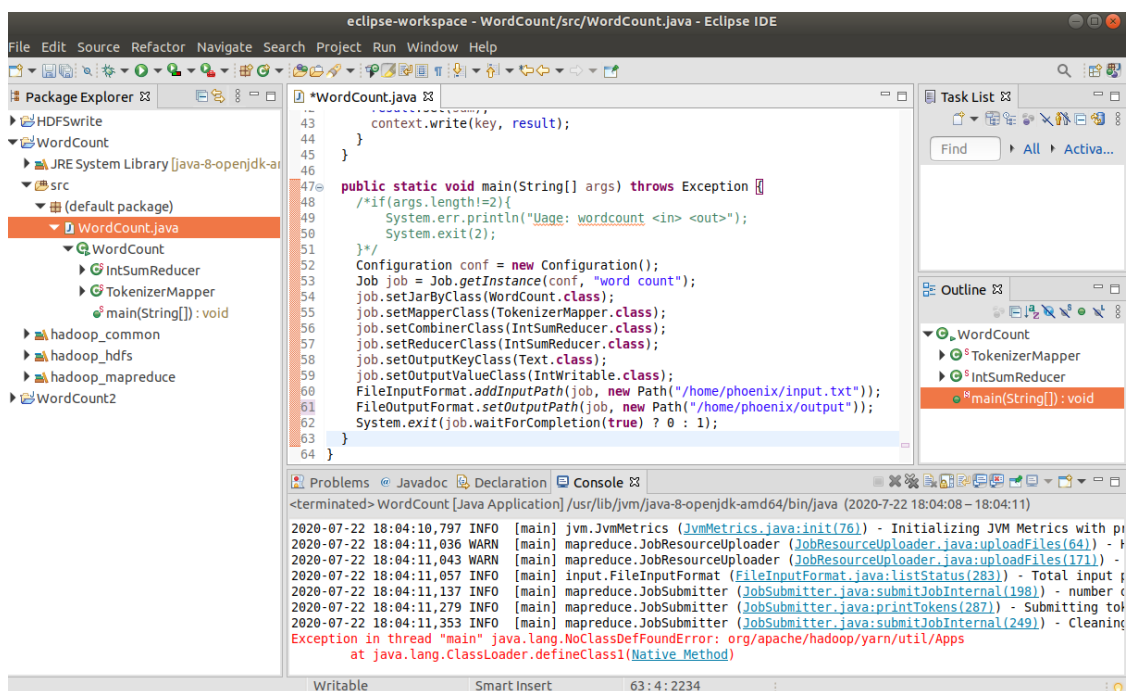 eclipse-workspace - WordCount/src/WordCount.java - Eclipse IDE
File Edit Source Refactor Navigate Search Project Run Window Help
Package Explorer
HDFSwrite
WordCount
JRE System Library [java-8-openjdk-a
src
(default package)
WordCount.java
WordCount
IntSumReducer
TokenizerMapper
main(String[]) : void
hadoop_common
hadoop_hdfs
hadoop_mapreduce
WordCount2
*WordCount.java
43 context.write(key, result);
44 }
45 }
46
47 public static void main(String[] args) throws Exception {
48 /*if(args.length!=2){
49 System.err.println("Uage: wordcount <in> <out>");
50 System.exit(2);
51 }*/
52 Configuration conf = new Configuration();
53 Job job = Job.getInstance(conf, "word count");
54 job.setJarByClass(WordCount.class);
55 job.setMapperClass(TokenizerMapper.class);
56 job.setCombinerClass(IntSumReducer.class);
57 job.setReducerClass(IntSumReducer.class);
58 job.setOutputKeyClass(Text.class);
59 job.setOutputValueClass(IntWritable.class);
60 FileInputFormat.addInputPath(job, new Path("/home/phoenix/input.txt"));
61 FileOutputFormat.setOutputPath(job, new Path("/home/phoenix/output"));
62 System.exit(job.waitForCompletion(true) ? 0 : 1);
63 }
64 }
Task List
Find All Activa...
Outline
WordCount
TokenizerMapper
IntSumReducer
main(String[]) : void
Problems @ Javadoc Declaration Console
<terminated> WordCount [Java Application] /usr/lib/jvm/java-8-openjdk-amd64/bin/java (2020-7-22 18:04:08 – 18:04:11)
2020-07-22 18:04:10,797 INFO [main] jvm.JvmMetrics (JvmMetrics.java:init(76)) - Initializing JVM Metrics with pr
2020-07-22 18:04:11,036 WARN [main] mapreduce.JobResourceUploader (JobResourceUploader.java:uploadFiles(64)) - H
2020-07-22 18:04:11,043 WARN [main] mapreduce.JobResourceUploader (JobResourceUploader.java:uploadFiles(171)) -
2020-07-22 18:04:11,057 INFO [main] input.FileInputFormat (FileInputFormat.java:listStatus(283)) - Total input p
2020-07-22 18:04:11,137 INFO [main] mapreduce.JobSubmitter (JobSubmitter.java:submitJobInternal(198)) - number o
2020-07-22 18:04:11,279 INFO [main] mapreduce.JobSubmitter (JobSubmitter.java:printTokens(287)) - Submitting tok
2020-07-22 18:04:11,353 INFO [main] mapreduce.JobSubmitter (JobSubmitter.java:submitJobInternal(249)) - Cleaning
Exception in thread "main" java.lang.NoClassDefFoundError: org/apache/hadoop/yarn/util/Apps
at java.lang.ClassLoader.defineClass1(Native Method)
Writable Smart Insert 63 : 4 : 2234